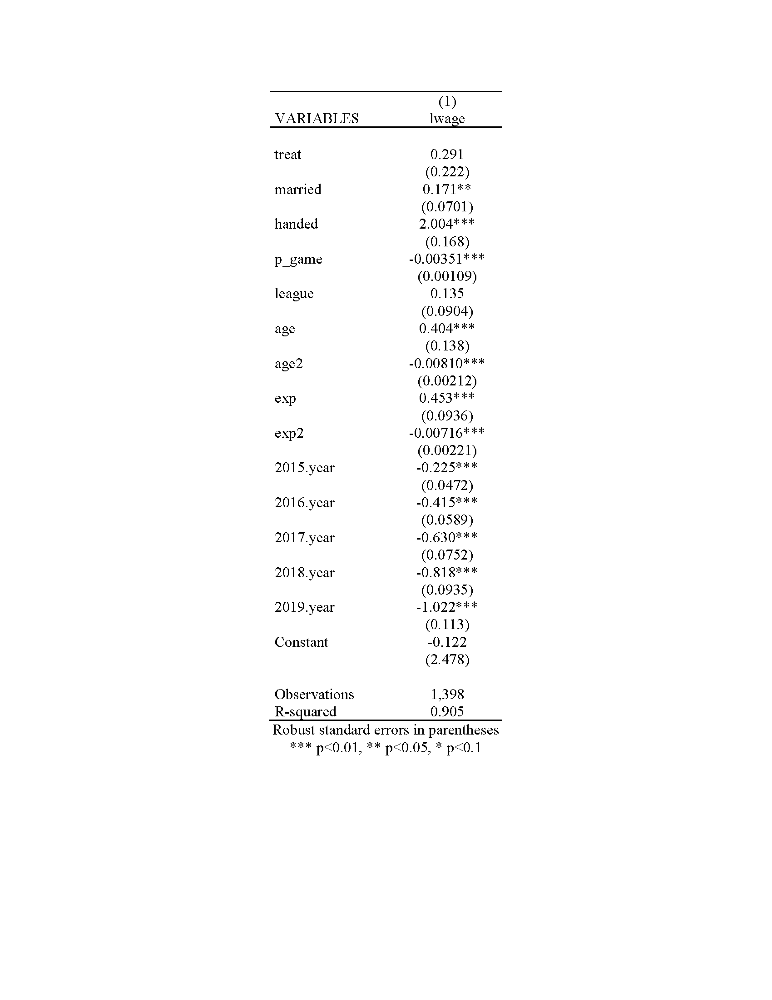 (1)
VARIABLES lwage
treat 0.291
(0.222)
married 0.171**
(0.0701)
handed 2.004***
(0.168)
p_game -0.00351***
(0.00109)
league 0.135
(0.0904)
age 0.404***
(0.138)
age2 -0.00810***
(0.00212)
exp 0.453***
(0.0936)
exp2 -0.00716***
(0.00221)
2015.year -0.225***
(0.0472)
2016.year -0.415***
(0.0589)
2017.year -0.630***
(0.0752)
2018.year -0.818***
(0.0935)
2019.year -1.022***
(0.113)
Constant -0.122
(2.478)
Observations 1,398
R-squared 0.905
Robust standard errors in parentheses
*** p<0.01, ** p<0.05, * p<0.1